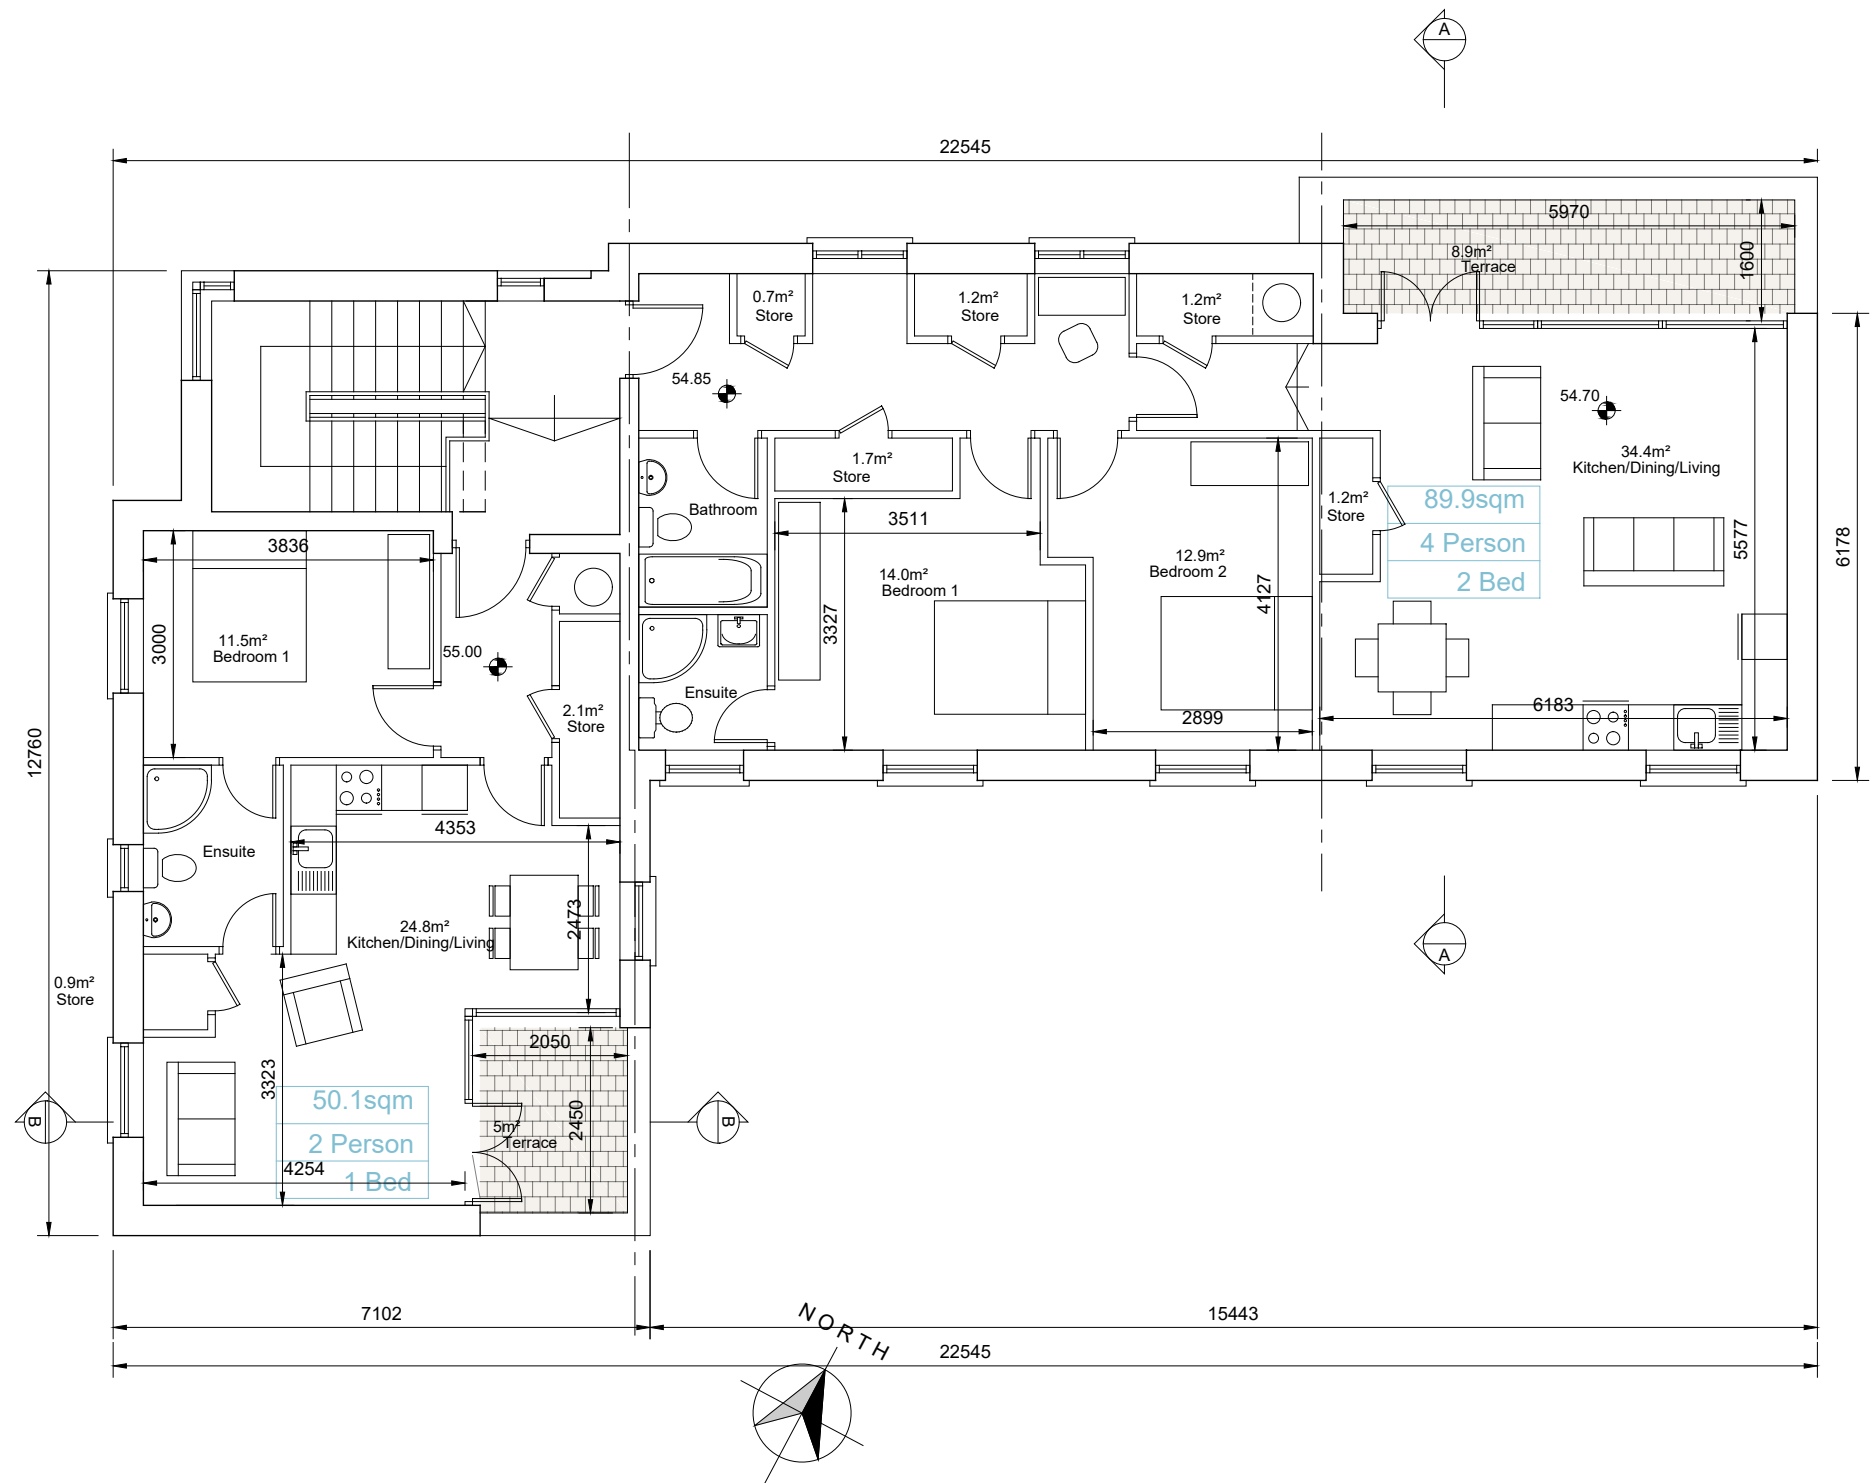 A
22545
5970
8.9m²
Terrace
1600
0.7m²
Store
1.2m²
Store
1.2m²
Store
54.85
54.70
34.4m²
Kitchen/Dining/Living
1.7m²
Store
1.2m²
Store
89.9sqm
4 Person
2 Bed
Bathroom
3511
3836
12.9m²
Bedroom 2
14.0m²
Bedroom 1
5577
6178
4127
3327
3000
11.5m²
Bedroom 1
55.00
2.1m²
Store
Ensuite
2899
6183
12760
4353
Ensuite
24.8m²
Kitchen/Dining/Living
2473
A
0.9m²
Store
2050
3323
50.1sqm
2 Person
1 Bed
4254
5m²
Terrace
2450
B
B
7102
15443
NORTH
22545